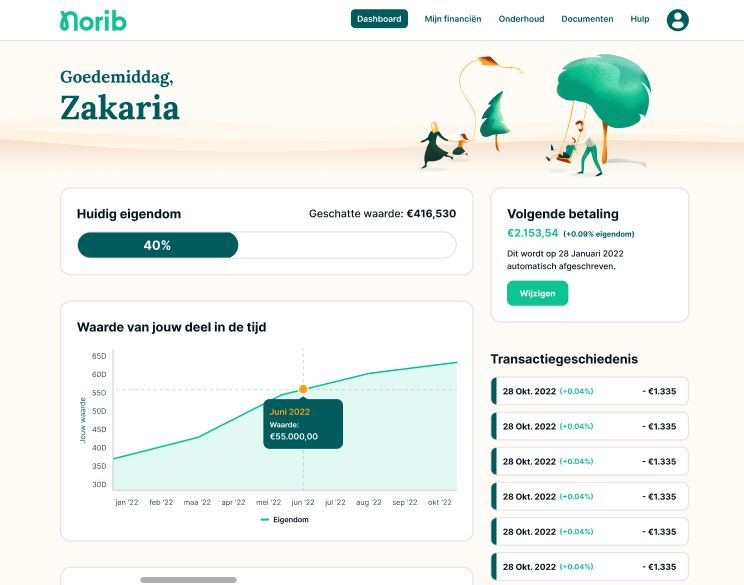 Norib
Dashboard
Mijn financiën
Onderhoud
Documenten
Hulp
Goedemiddag,
Zakaria
Huidig eigendom
Geschatte waarde: €416,530
40%
Volgende betaling
€2.153,54 (+0.09% eigendom)
Dit wordt op 28 Januari 2022
automatisch afgeschreven.
Wijzigen
Waarde van jouw deel in de tijd
Jouw waarde
65D
60D
55D
50D
45D
40D
35D
30D
Juni 2022
Waarde:
€55.000,00
jan '22 feb '22 maa '22 apr '22 mei '22 jun '22 jul '22 aug '22 sep '22 okt '22
Eigendom
Transactiegeschiedenis
28 Okt. 2022 (+0.04%) - €1.335
28 Okt. 2022 (+0.04%) - €1.335
28 Okt. 2022 (+0.04%) - €1.335
28 Okt. 2022 (+0.04%) - €1.335
28 Okt. 2022 (+0.04%) - €1.335
28 Okt. 2022 (+0.04%) - €1.335